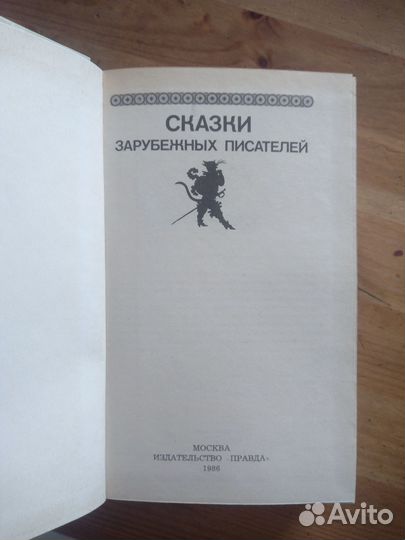 СКАЗКИ
ЗАРУБЕЖНЫХ ПИСАТЕЛЕЙ
МОСКВА
ИЗДАТЕЛЬСТВО «ПРАВДА»
1986
Avito